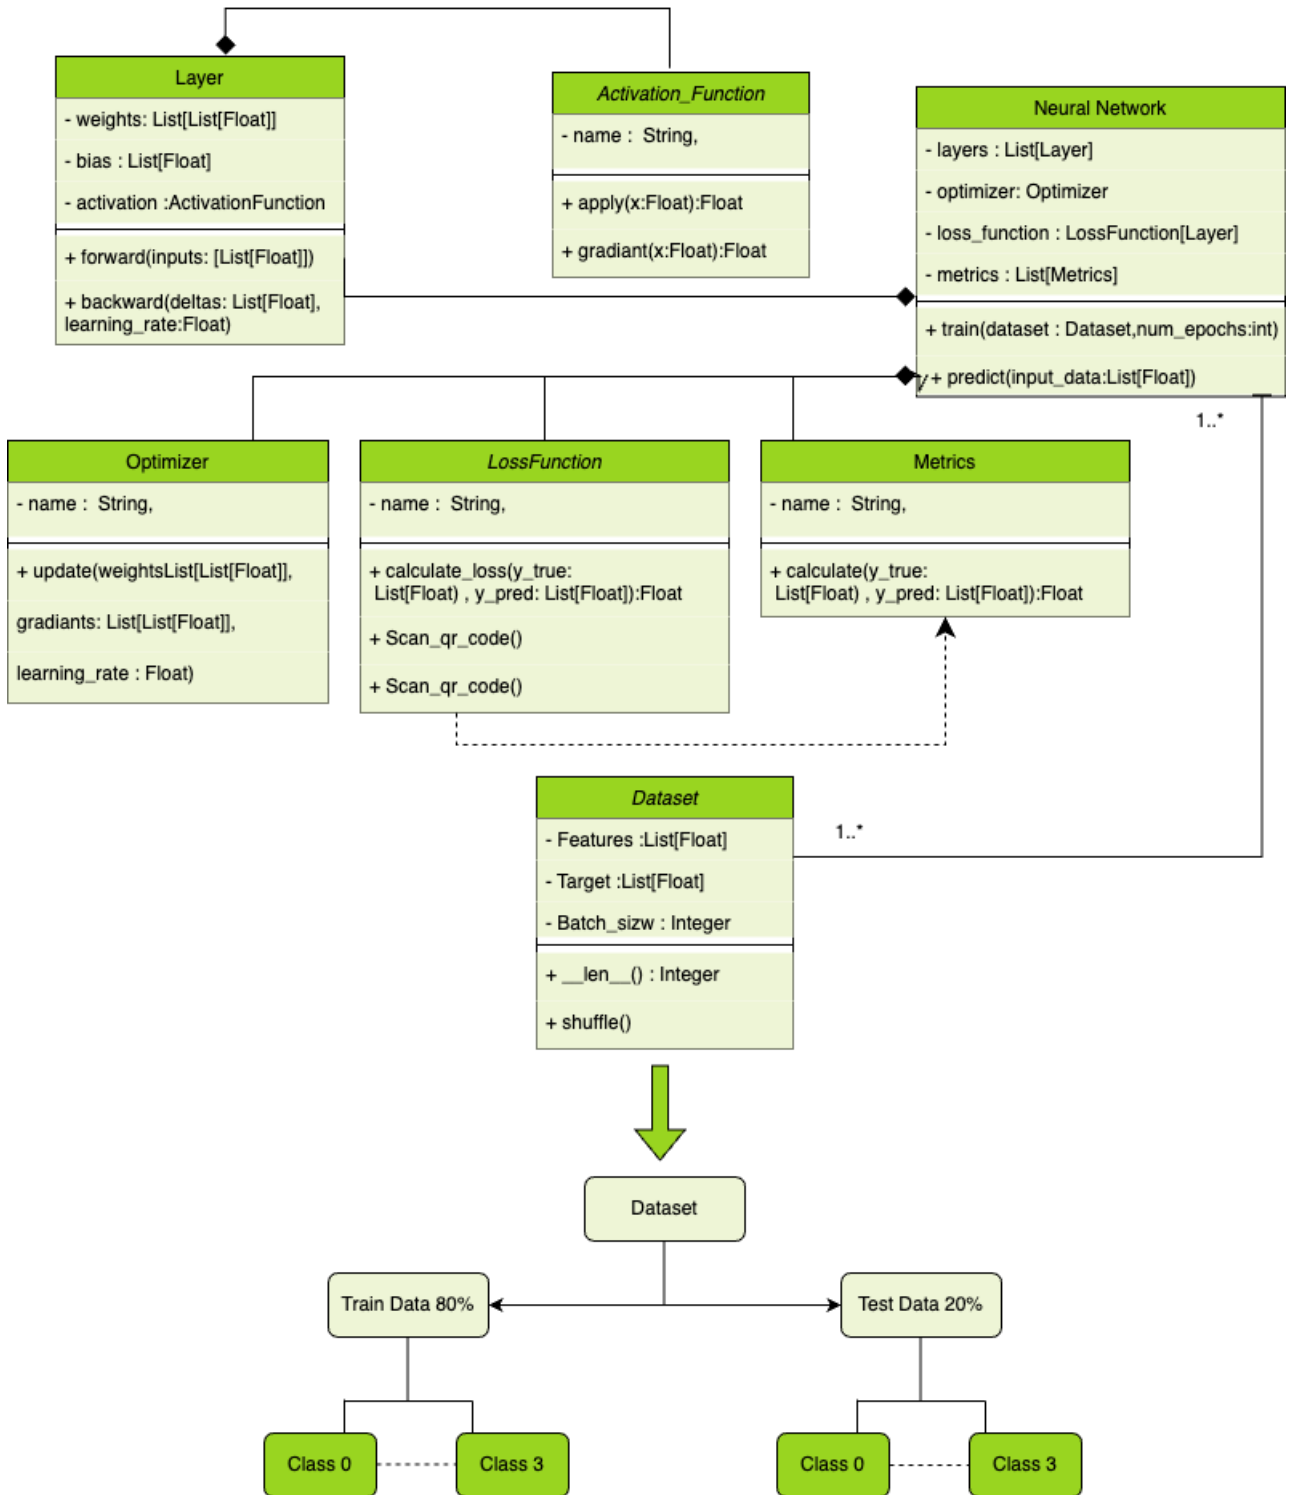 Layer
- weights: List[List[Float]]
- bias : List[Float]
- activation :ActivationFunction
+ forward(inputs: [List[Float]])
+ backward(deltas: List[Float],
learning_rate:Float)
Activation_Function
- name :  String,
+ apply(x:Float):Float
+ gradiant(x:Float):Float
Neural Network
- layers : List[Layer]
- optimizer: Optimizer
- loss_function : LossFunction[Layer]
- metrics : List[Metrics]
+ train(dataset : Dataset,num_epochs:int)
+ predict(input_data:List[Float])
1..*
Optimizer
- name :  String,
+ update(weightsList[List[Float]],
gradiants: List[List[Float]],
learning_rate : Float)
LossFunction
- name :  String,
+ calculate_loss(y_true:
List[Float) , y_pred: List[Float]):Float
+ Scan_qr_code()
+ Scan_qr_code()
Metrics
- name :  String,
+ calculate(y_true:
List[Float) , y_pred: List[Float]):Float
Dataset
- Features :List[Float]
- Target :List[Float]
- Batch_sizw : Integer
+ __len__() : Integer
+ shuffle()
1..*
Dataset
Train Data 80%
Test Data 20%
Class 0
Class 3
Class 0
Class 3